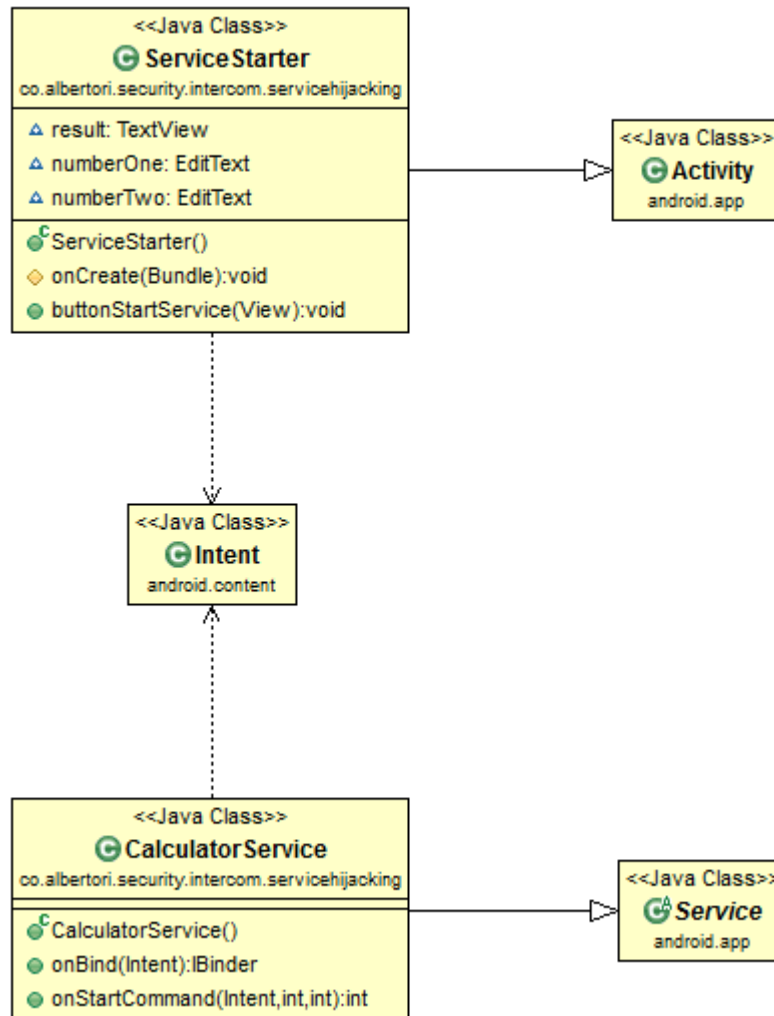 <<Java Class>>
ServiceStarter
co.albertori.security.intercom.servicehijacking
result: TextView
numberOne: EditText
numberTwo: EditText
ServiceStarter()
onCreate(Bundle):void
buttonStartService(View):void
<<Java Class>>
Activity
android.app
<<Java Class>>
Intent
android.content
<<Java Class>>
CalculatorService
co.albertori.security.intercom.servicehijacking
CalculatorService()
onBind(Intent):IBinder
onStartCommand(Intent,int,int):int
<<Java Class>>
Service
android.app